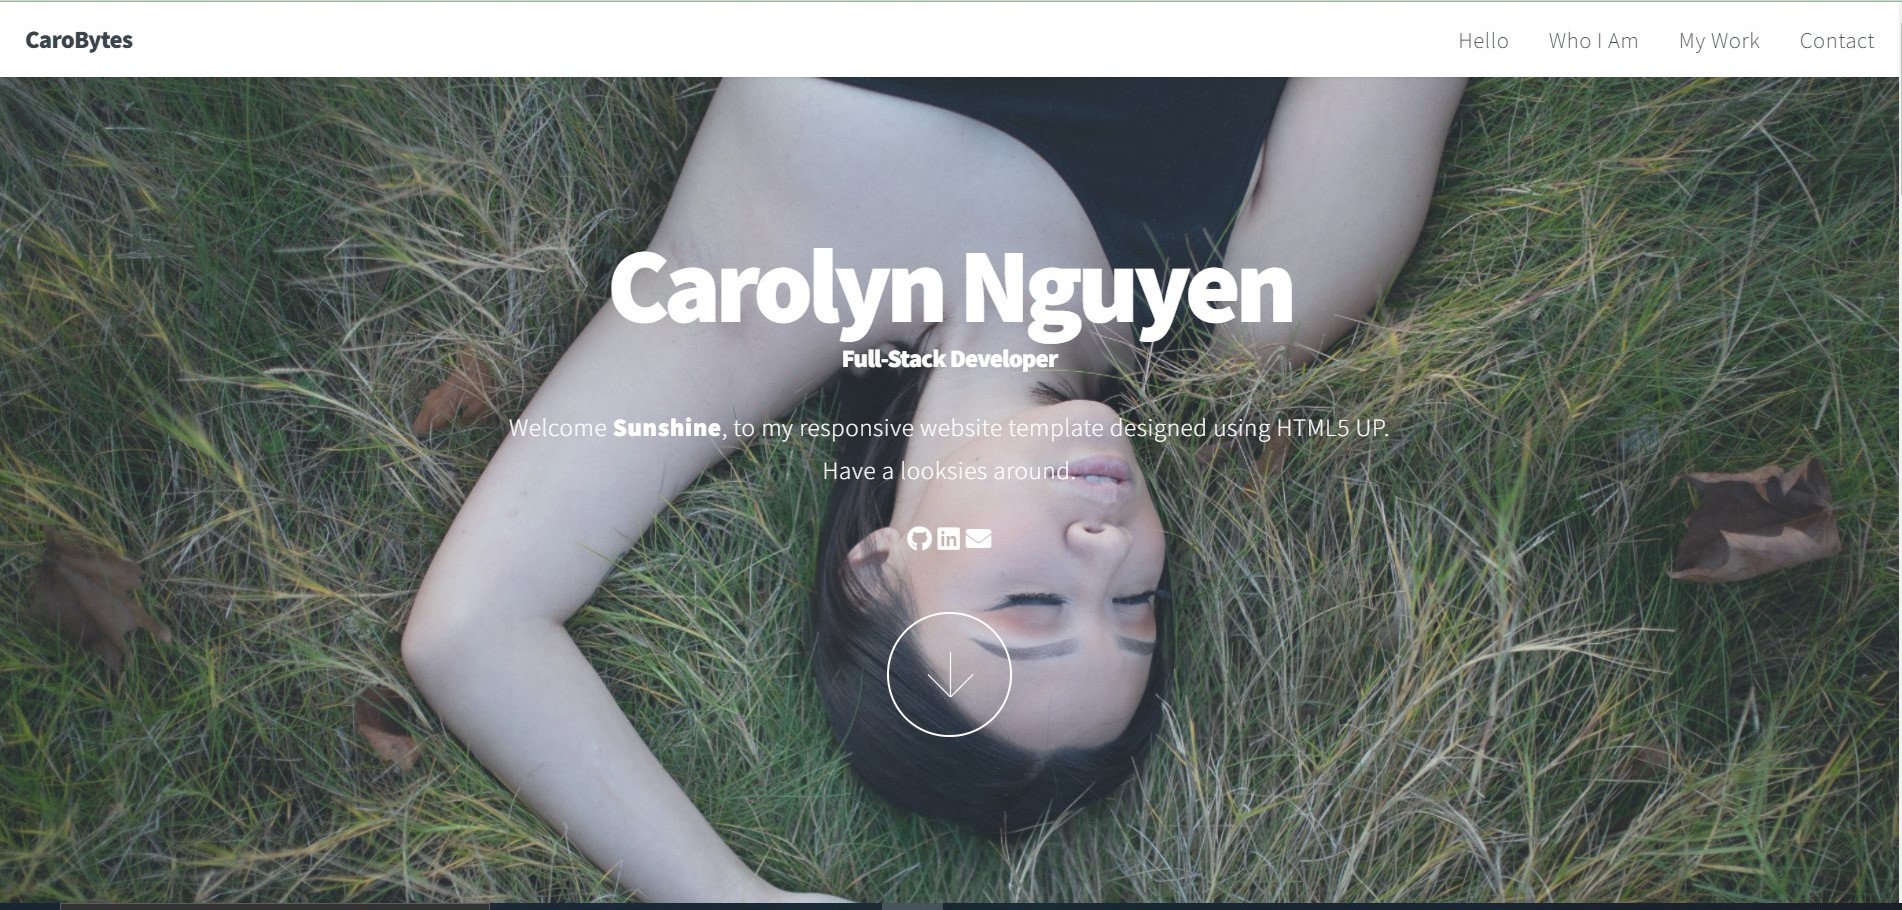 CaroBytes
Hello Who I Am My Work Contact
Carolyn Nguyen
Full-Stack Developer
Welcome Sunshine, to my responsive website template designed using HTML5 UP.
Have a looksies around.
in